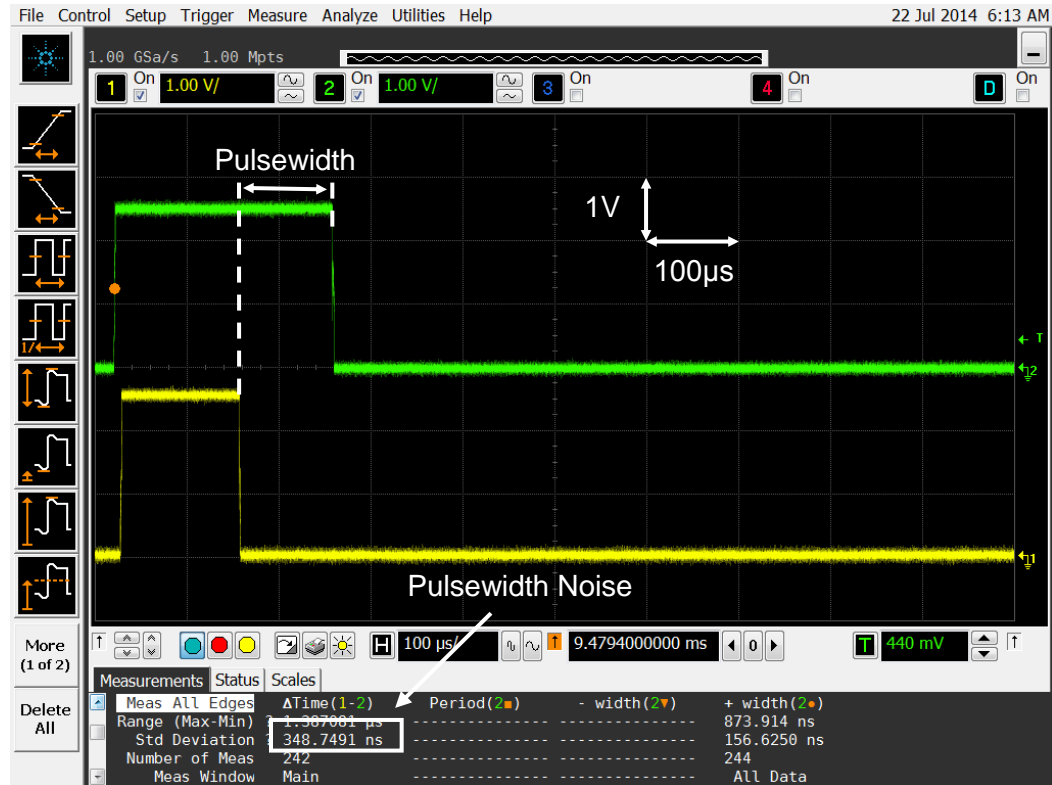 File Control Setup Trigger Measure Analyze Utilities Help 22 Jul 2014 6:13 AM
1.00 GSa/s 1.00 Mpts
1 On 1.00 V/ 2 On 1.00 V/ 3 On 4 On D On
Pulsewidth
1V
100µs
T
2
1
Pulsewidth Noise
1/
More
(1 of 2)
Delete
All
H 100 µs/ 9.4794000000 ms 0 T 440 mV
Measurements Status Scales
Meas All Edges ΔTime(1-2) Period(2■) - width(2▼) + width(2●)
Range (Max-Min) ? 1.387081 µs --------------- --------------- 873.914 ns
Std Deviation ? 348.7491 ns --------------- --------------- 156.6250 ns
Number of Meas 242 --------------- --------------- 244
Meas Window Main --------------- --------------- All Data